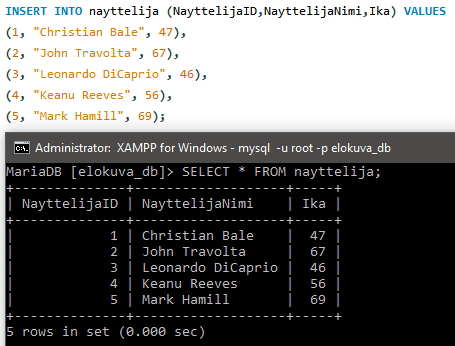 INSERT INTO nayttelija (NayttelijaID,NayttelijaNimi,Ika) VALUES
(1, "Christian Bale", 47),
(2, "John Travolta", 67),
(3, "Leonardo DiCaprio", 46),
(4, "Keanu Reeves", 56),
(5, "Mark Hamill", 69);
Administrator: XAMPP for Windows - mysql -u root -p elokuva_db
MariaDB [elokuva_db]> SELECT * FROM nayttelija;
+--------------+-------------------+-----+
| NayttelijaID | NayttelijaNimi    | Ika |
+--------------+-------------------+-----+
|            1 | Christian Bale    |  47 |
|            2 | John Travolta     |  67 |
|            3 | Leonardo DiCaprio |  46 |
|            4 | Keanu Reeves      |  56 |
|            5 | Mark Hamill       |  69 |
+--------------+-------------------+-----+
5 rows in set (0.000 sec)